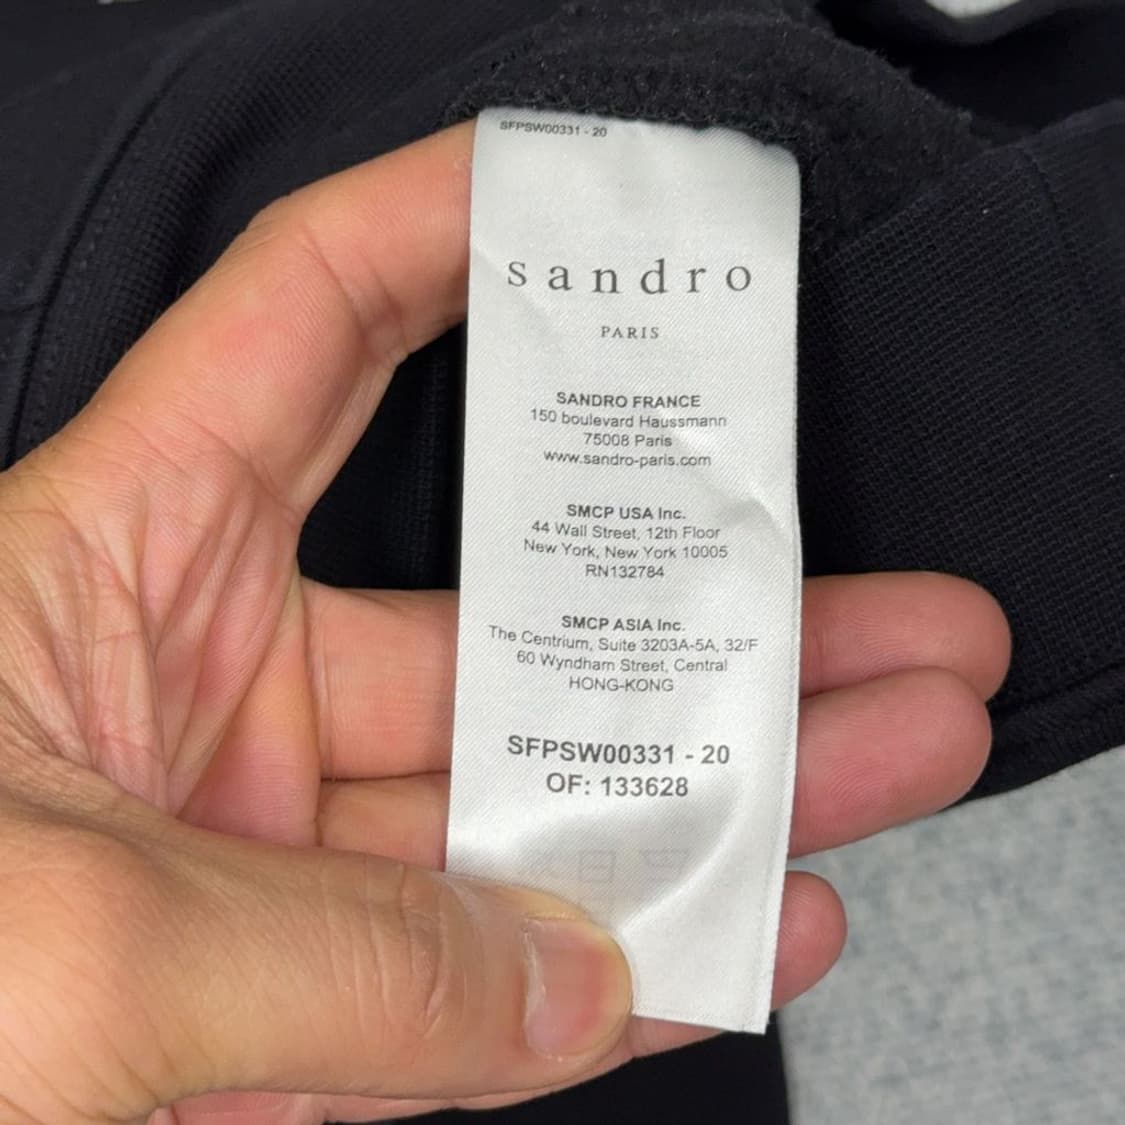 SFPSW00331 - 20
sandro
PARIS
SANDRO FRANCE
150 boulevard Haussmann
75008 Paris
www.sandro-paris.com
SMCP USA Inc.
44 Wall Street, 12th Floor
New York, New York 10005
RN132784
SMCP ASIA Inc.
The Centrium, Suite 3203A-5A, 32/F
60 Wyndham Street, Central
HONG-KONG
SFPSW00331 - 20
OF: 133628